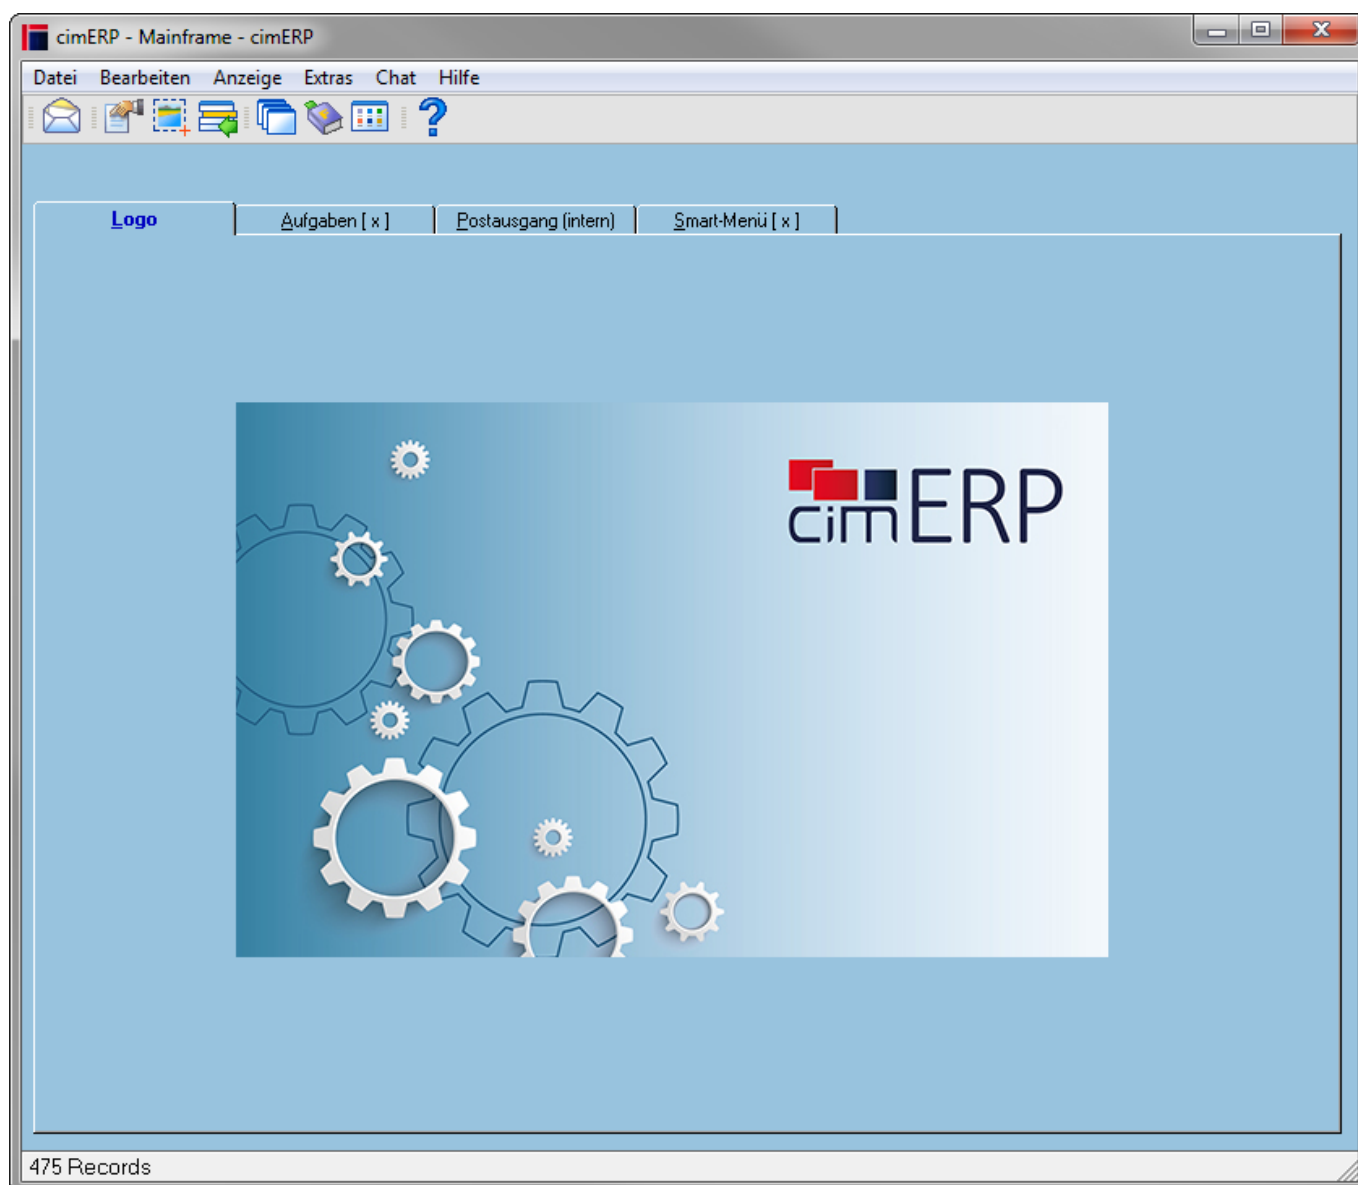 cimERP - Mainframe - cimERP
Datei Bearbeiten Anzeige Extras Chat Hilfe
Logo Aufgaben [ x ] Postausgang (intern) Smart-Menü [ x ]
cimERP
475 Records